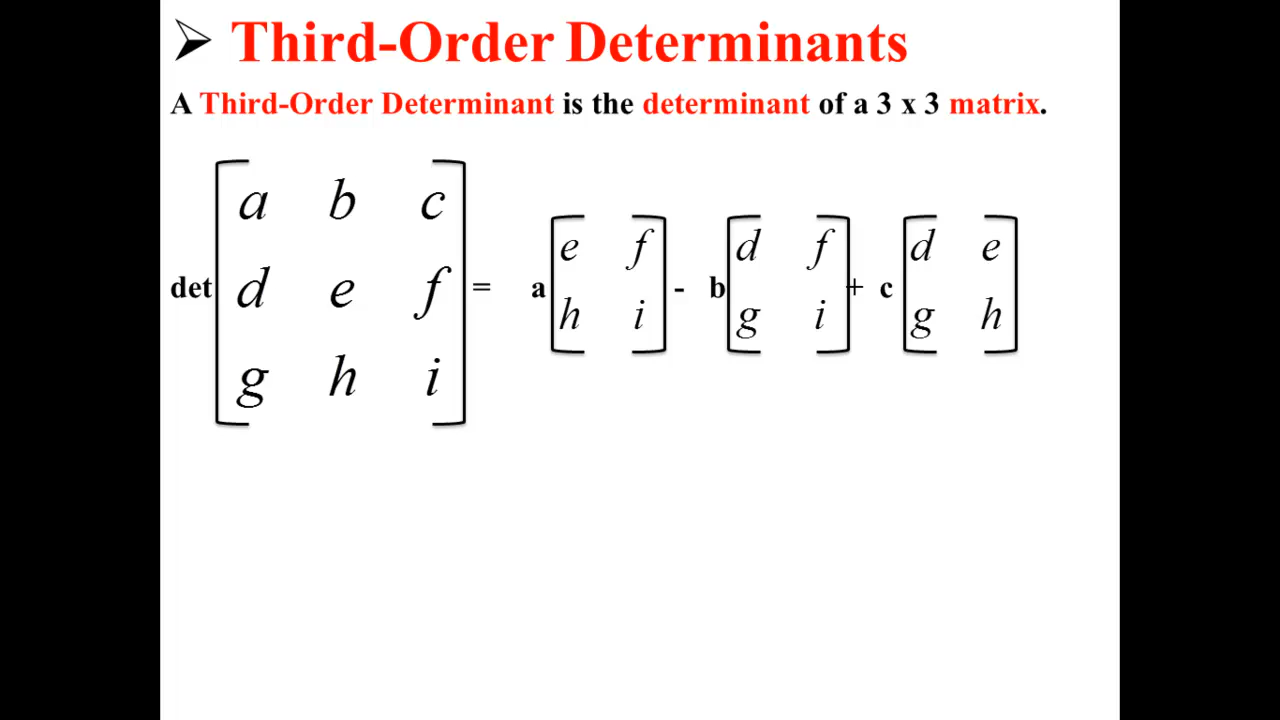 ➢ Third-Order Determinants
A Third-Order Determinant is the determinant of a 3 x 3 matrix.
a b c
e f d f d e
det d e f = a - b + c
h i g i g h
g h i